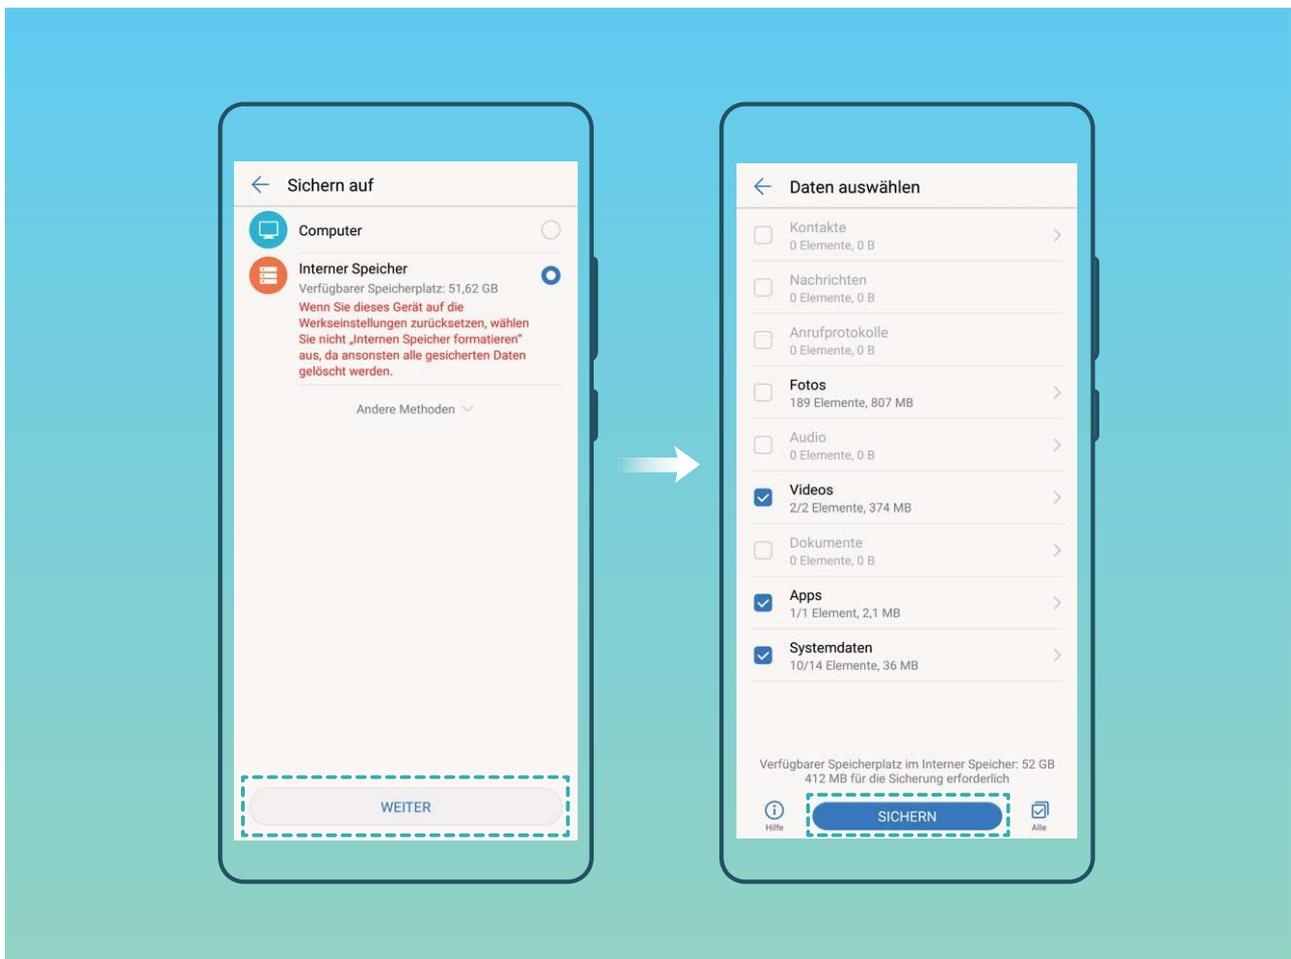 Sichern auf
Computer
Interner Speicher
Verfügbarer Speicherplatz: 51,62 GB
Wenn Sie dieses Gerät auf die
Werkseinstellungen zurücksetzen, wählen
Sie nicht „Internen Speicher formatieren"
aus, da ansonsten alle gesicherten Daten
gelöscht werden.
Andere Methoden
WEITER
Daten auswählen
Kontakte
0 Elemente, 0 B
Nachrichten
0 Elemente, 0 B
Anrufprotokolle
0 Elemente, 0 B
Fotos
189 Elemente, 807 MB
Audio
0 Elemente, 0 B
Videos
2/2 Elemente, 374 MB
Dokumente
0 Elemente, 0 B
Apps
1/1 Element, 2,1 MB
Systemdaten
10/14 Elemente, 36 MB
Verfügbarer Speicherplatz im Interner Speicher: 52 GB
412 MB für die Sicherung erforderlich
Hilfe
SICHERN
Alle